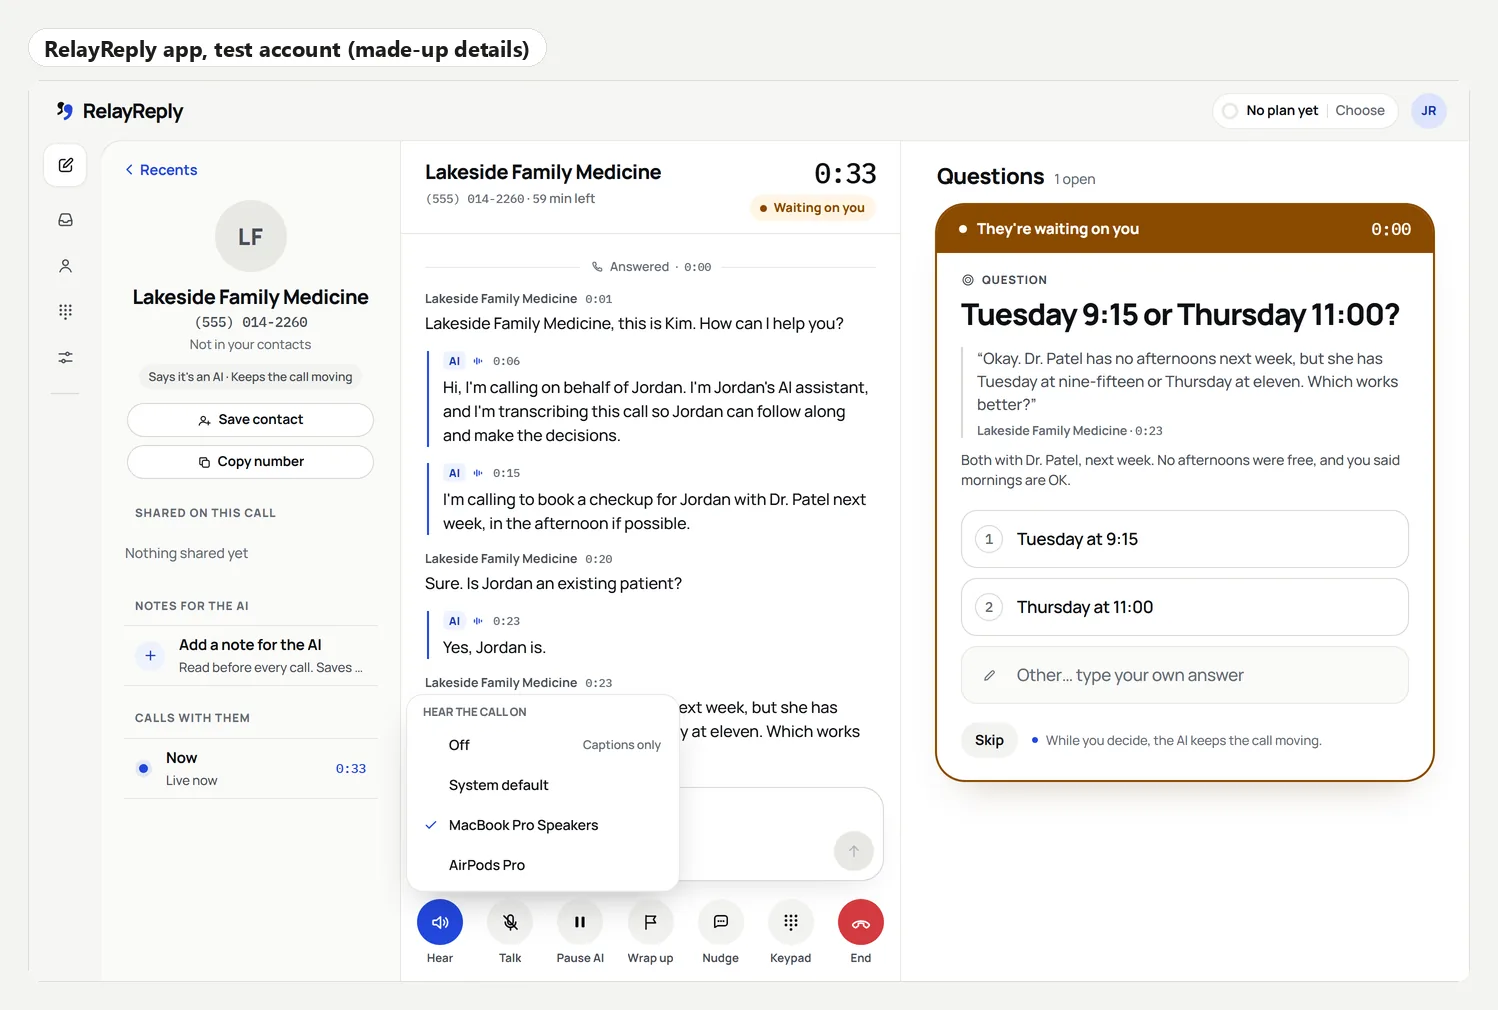 RelayReply app, test account (made-up details)
RelayReply
No plan yet
Choose
JR
Recents
LF
Lakeside Family Medicine
(555) 014-2260
Not in your contacts
Says it's an AI · Keeps the call moving
Save contact
Copy number
SHARED ON THIS CALL
Nothing shared yet
NOTES FOR THE AI
Add a note for the AI
Read before every call. Saves ...
CALLS WITH THEM
Now
Live now
0:33
Lakeside Family Medicine
0:33
(555) 014-2260 · 59 min left
Waiting on you
Answered · 0:00
Lakeside Family Medicine 0:01
Lakeside Family Medicine, this is Kim. How can I help you?
AI 0:06
Hi, I'm calling on behalf of Jordan. I'm Jordan's AI assistant,
and I'm transcribing this call so Jordan can follow along
and make the decisions.
AI 0:15
I'm calling to book a checkup for Jordan with Dr. Patel next
week, in the afternoon if possible.
Lakeside Family Medicine 0:20
Sure. Is Jordan an existing patient?
AI 0:23
Yes, Jordan is.
Lakeside Family Medicine 0:23
ext week, but she has
y at eleven. Which works
HEAR THE CALL ON
Off
Captions only
System default
MacBook Pro Speakers
AirPods Pro
Hear
Talk
Pause AI
Wrap up
Nudge
Keypad
End
Questions 1 open
They're waiting on you
0:00
QUESTION
Tuesday 9:15 or Thursday 11:00?
“Okay. Dr. Patel has no afternoons next week, but she has
Tuesday at nine-fifteen or Thursday at eleven. Which works
better?”
Lakeside Family Medicine · 0:23
Both with Dr. Patel, next week. No afternoons were free, and you said
mornings are OK.
1 Tuesday at 9:15
2 Thursday at 11:00
Other... type your own answer
Skip
While you decide, the AI keeps the call moving.